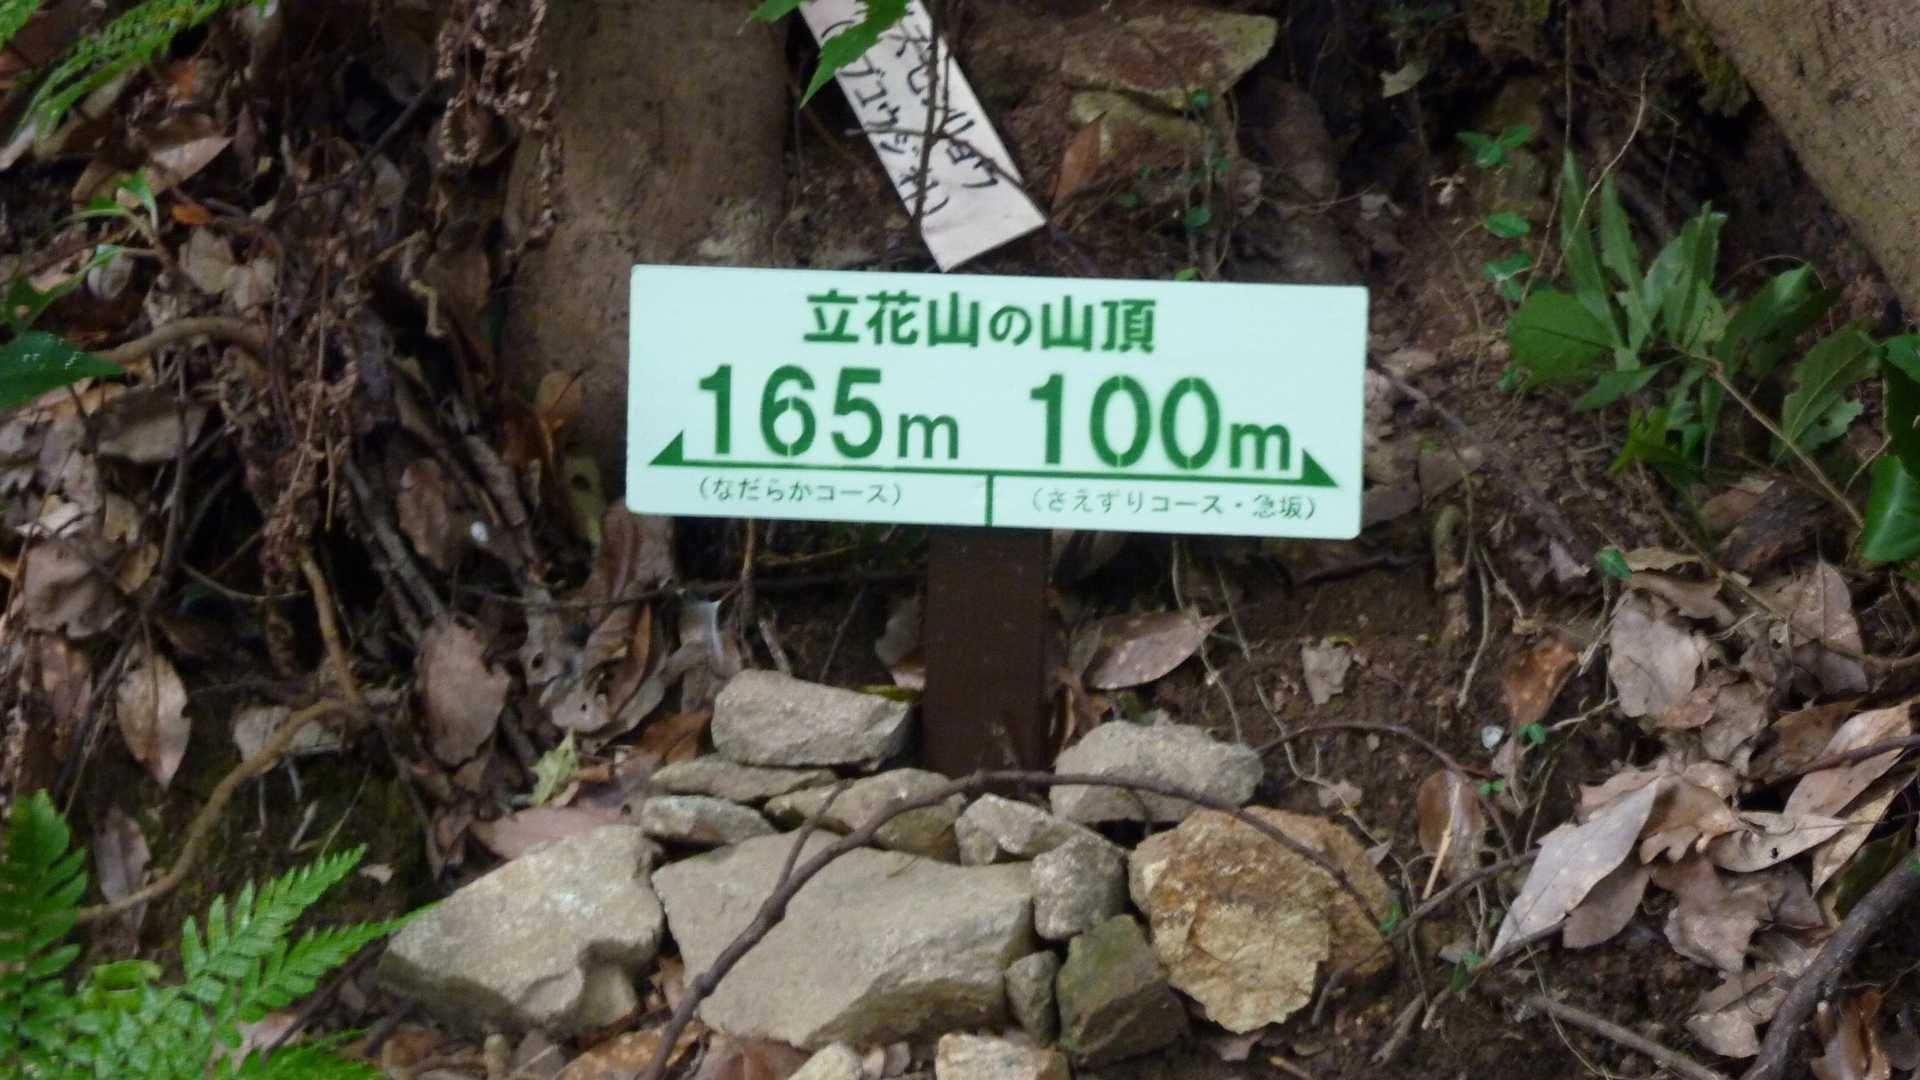 立花山の山頂
165m 100m
(なだらかコース) (さえずりコース・急坂)